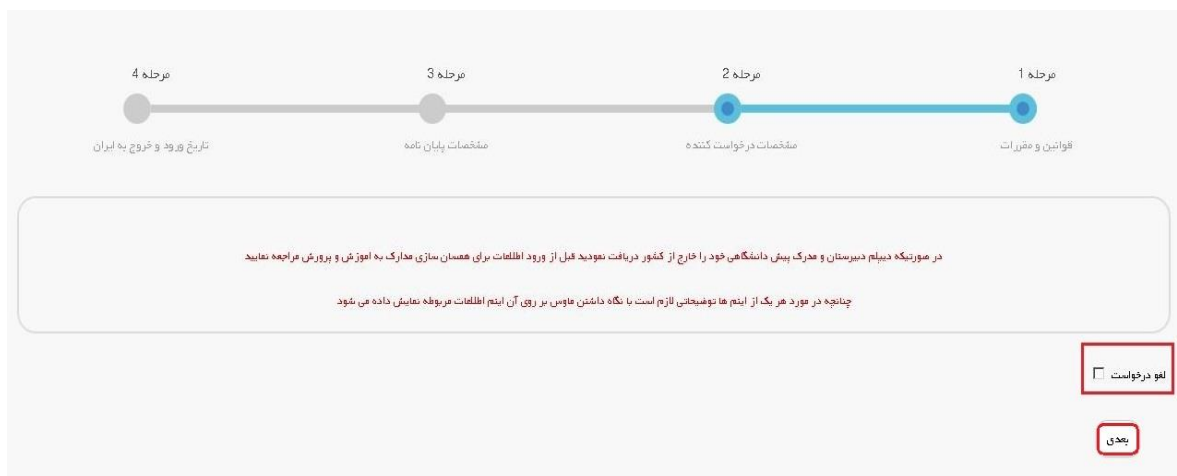 مرحله 1
مرحله 2
مرحله 3
مرحله 4
قوانین و مقررات
مشخصات درخواست کننده
مشخصات پایان نامه
تاریخ ورود و خروج به ایران
در صورتیکه دیپلم دبیرستان و مدرک پیش دانشگاهی خود را خارج از کشور دریافت نمودید قبل از ورود اطلاعات برای همسان سازی مدارک به اموزش و پرورش مراجعه نمایید
چنانچه در مورد هر یک از ایتم ها توضیحاتی لازم است با نگاه داشتن ماوس بر روی آن ایتم اطلاعات مربوطه نمایش داده می شود
لغو درخواست
بعدی